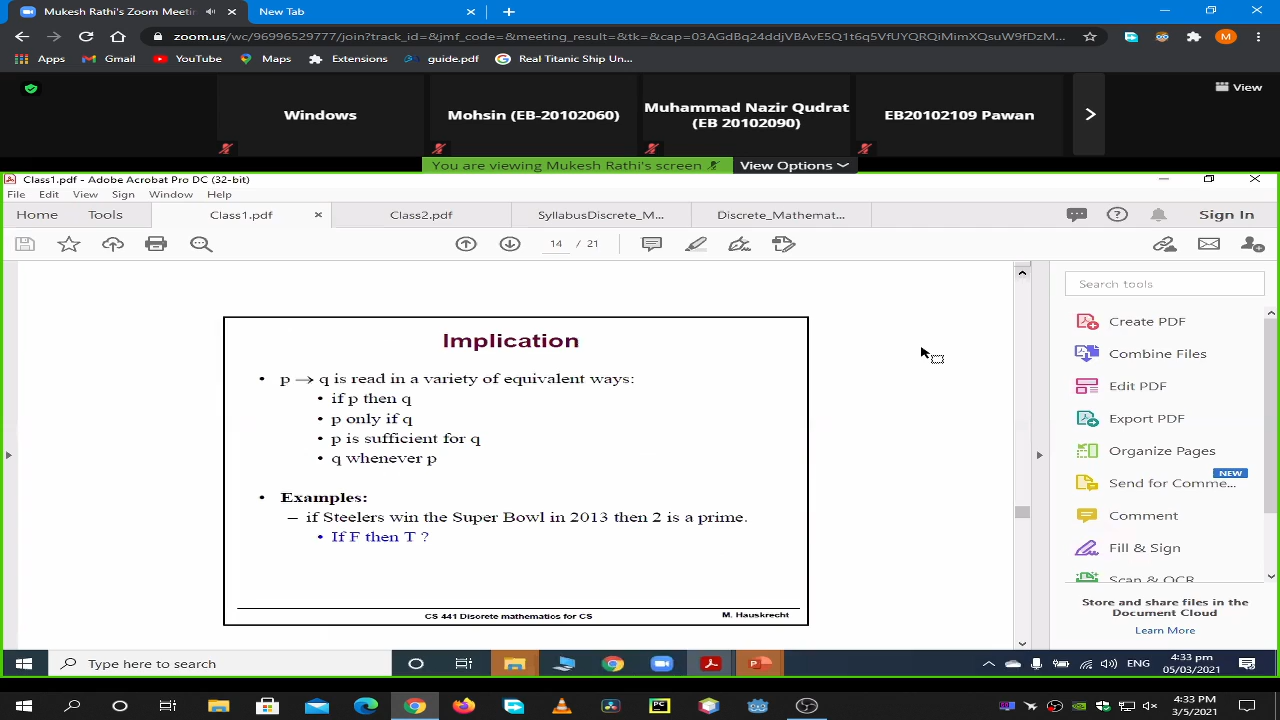 Mukesh Rathi's Zoom Meetin
New Tab
zoom.us/wc/96996529777/join?track_id=&jmf_code=&meeting_result=&tk=&cap=03AGdBq24ddjVBAvE5Q1t6q5VfUYQRQjMimXQsuW9fDzM...
Apps Gmail YouTube Maps Extensions guide.pdf Real Titanic Ship Un...
View
Windows
Mohsin (EB-20102060)
Muhammad Nazir Qudrat
(EB 20102090)
EB20102109 Pawan
You are viewing Mukesh Rathi's screen View Options
Class1.pdf - Adobe Acrobat Pro DC (32-bit)
File Edit View Sign Window Help
Home Tools Class1.pdf Class2.pdf SyllabusDiscrete_M... Discrete_Mathemat... Sign In
14 / 21
Implication
• p → q is read in a variety of equivalent ways:
• if p then q
• p only if q
• p is sufficient for q
• q whenever p
• Examples:
– if Steelers win the Super Bowl in 2013 then 2 is a prime.
• If F then T ?
CS 441 Discrete mathematics for CS M. Hauskrecht
Search tools
Create PDF
Combine Files
Edit PDF
Export PDF
Organize Pages
NEW
Send for Comme...
Comment
Fill & Sign
Scan & OCR
Store and share files in the
Document Cloud
Learn More
Type here to search
ENG
4:33 pm
05/03/2021
ENG
4:33 PM
3/5/2021